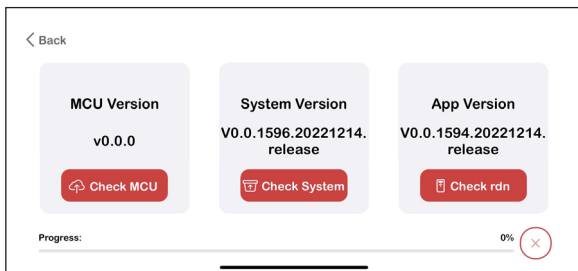 Back
MCU Version
v0.0.0
Check MCU
System Version
V0.0.1596.20221214.
release
Check System
App Version
V0.0.1594.20221214.
release
Check rdn
Progress:
0%